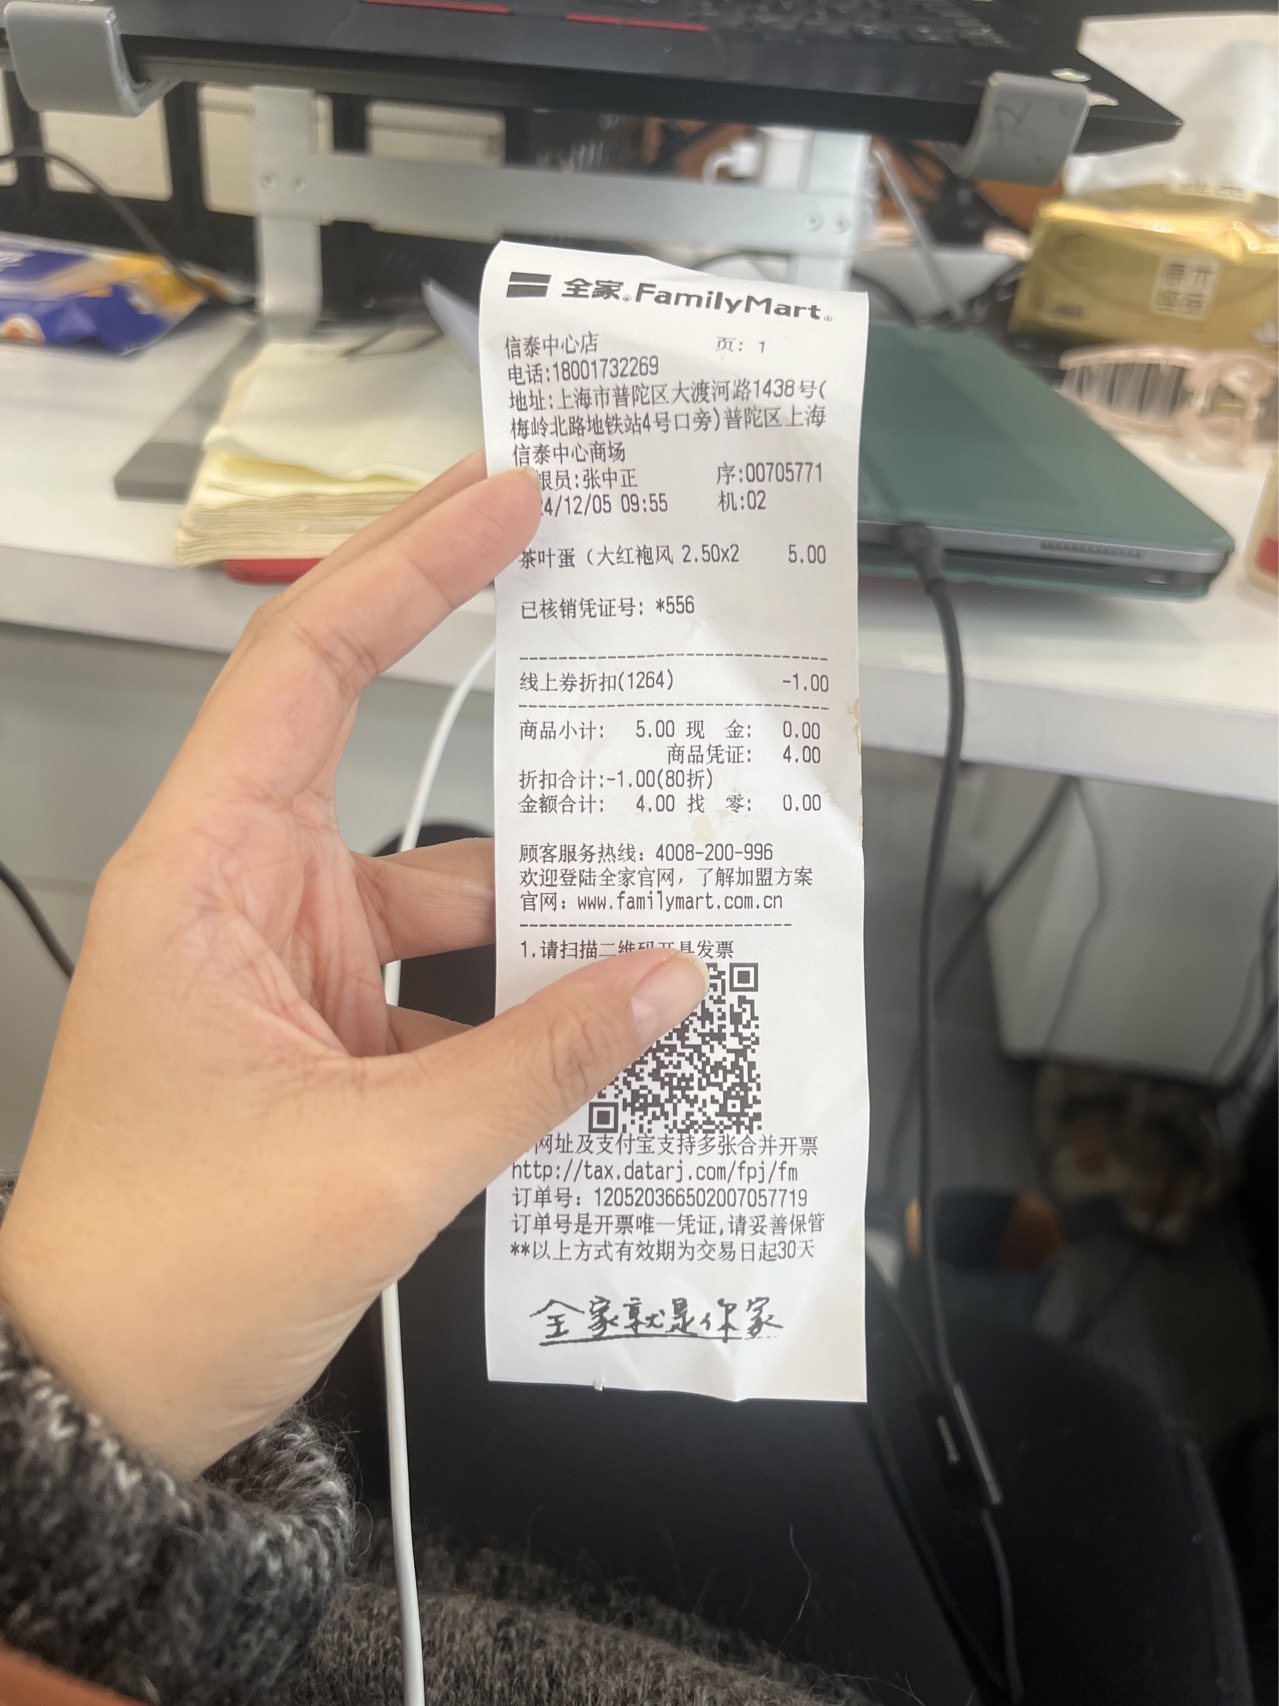 全家 FamilyMart
信泰中心店 页: 1
电话:18001732269
地址:上海市普陀区大渡河路1438号(
梅岭北路地铁站4号口旁)普陀区上海
信泰中心商场
银员:张中正 序:00705771
24/12/05 09:55 机:02
茶叶蛋（大红袍风 2.50x2 5.00
已核销凭证号: *556
线上券折扣(1264) -1.00
商品小计: 5.00 现 金: 0.00
商品凭证: 4.00
折扣合计:-1.00(80折)
金额合计: 4.00 找 零: 0.00
顾客服务热线: 4008-200-996
欢迎登陆全家官网, 了解加盟方案
官网: www.familymart.com.cn
1.请扫描二维码开具发票
网址及支付宝支持多张合并开票
http://tax.datarj.com/fpj/fm
订单号: 120520366502007057719
订单号是开票唯一凭证,请妥善保管
**以上方式有效期为交易日起30天
全家就是你家